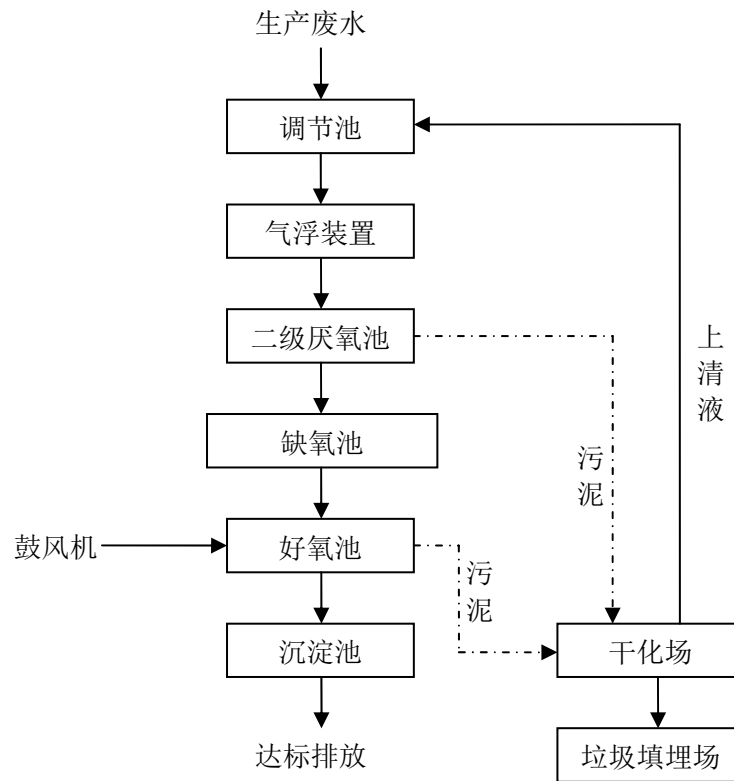 生产废水
调节池
气浮装置
二级厌氧池
上清液
缺氧池
污泥
鼓风机
好氧池
污泥
沉淀池
干化场
达标排放
垃圾填埋场